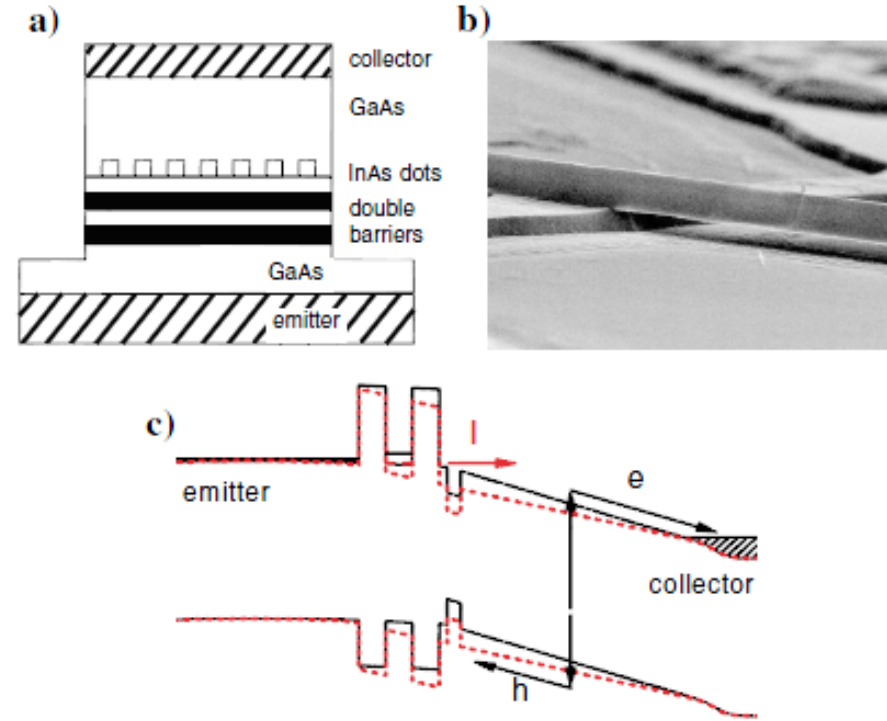 a)
collector
GaAs
InAs dots
double
barriers
GaAs
emitter
b)
c)
I
e
emitter
collector
h